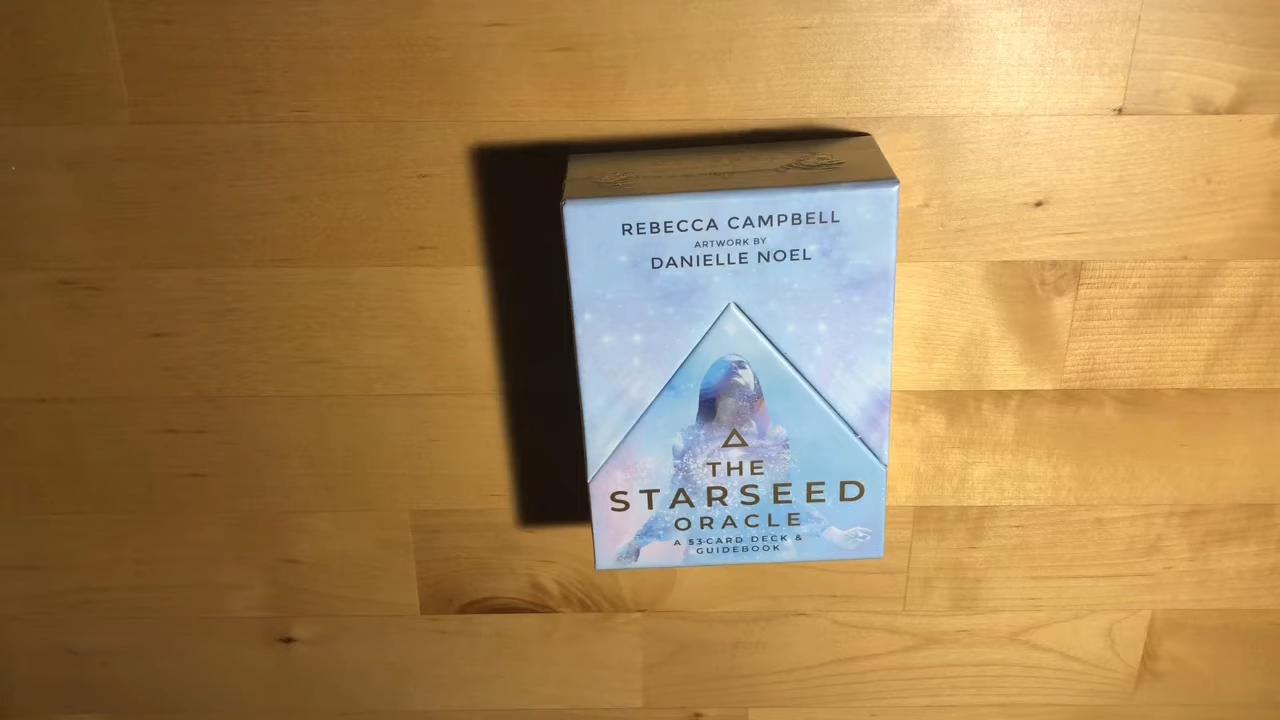 REBECCA CAMPBELL
ARTWORK BY
DANIELLE NOEL
THE
STARSEED
ORACLE
A 53-CARD DECK &
GUIDEBOOK